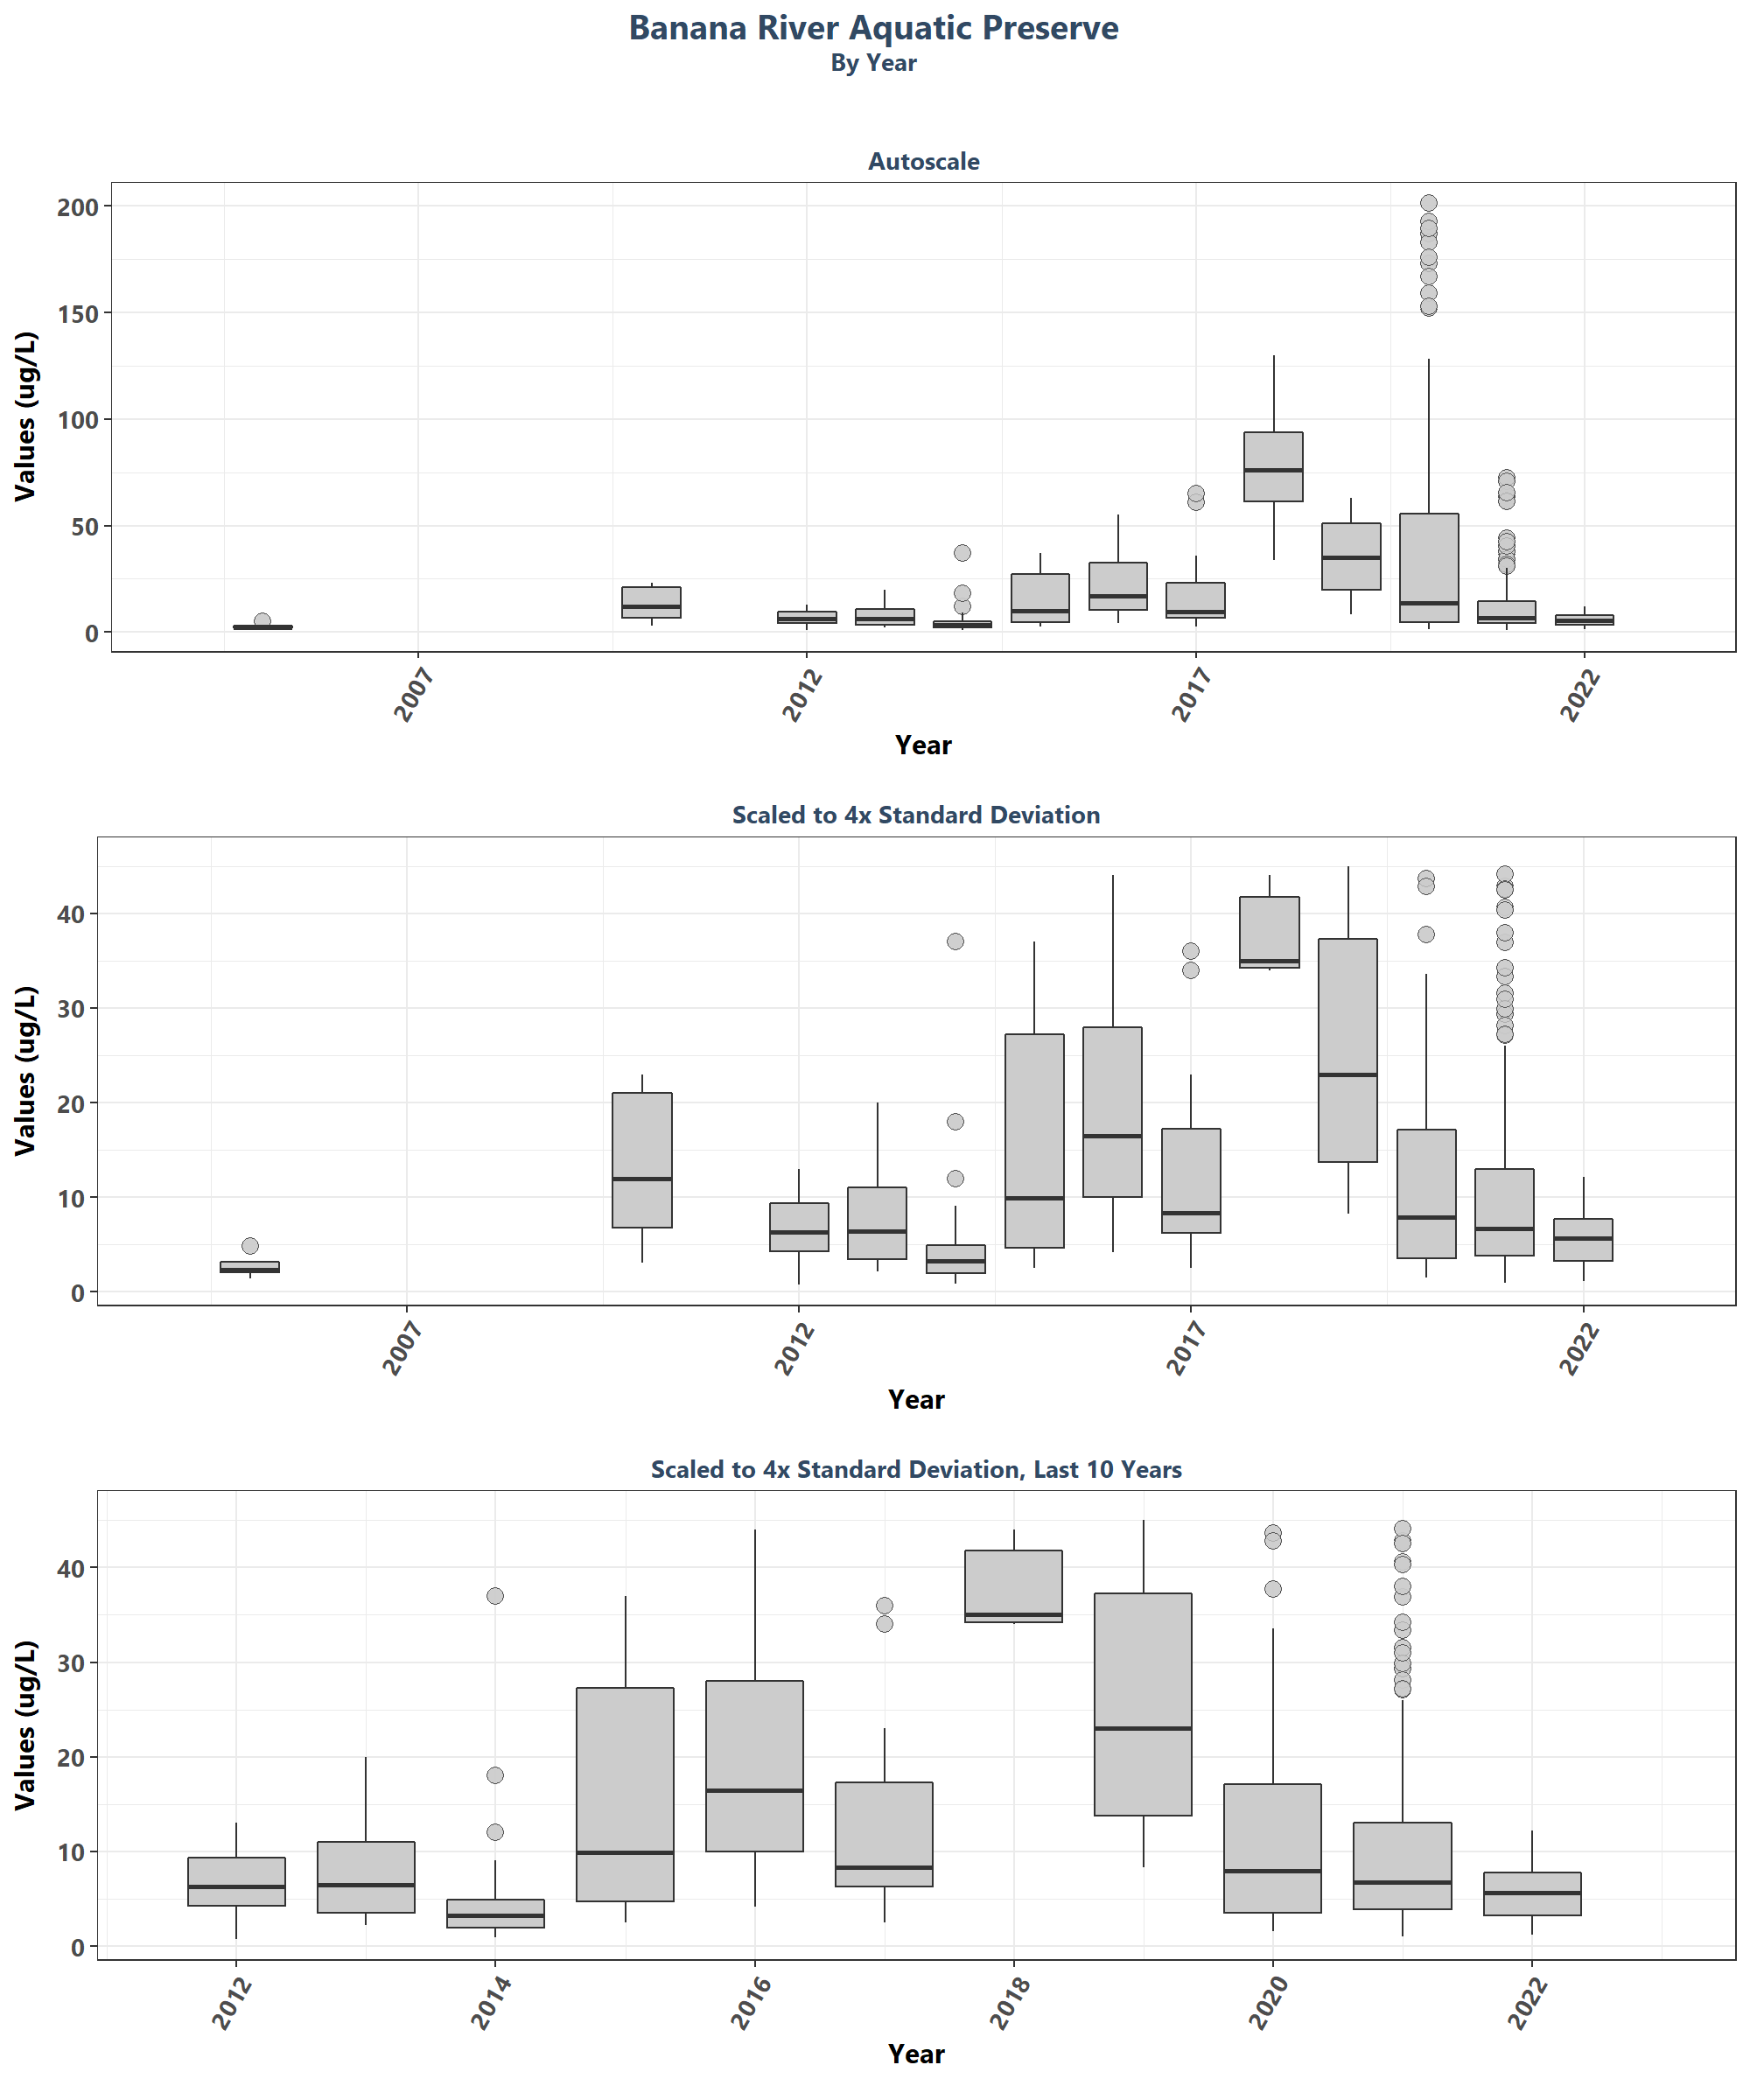 Banana River Aquatic Preserve
By Year
Autoscale
Values (ug/L)
200
150
100
50
0
2007
2012
2017
2022
Year
Scaled to 4x Standard Deviation
Values (ug/L)
40
30
20
10
0
2007
2012
2017
2022
Year
Scaled to 4x Standard Deviation, Last 10 Years
Values (ug/L)
40
30
20
10
0
2012
2014
2016
2018
2020
2022
Year